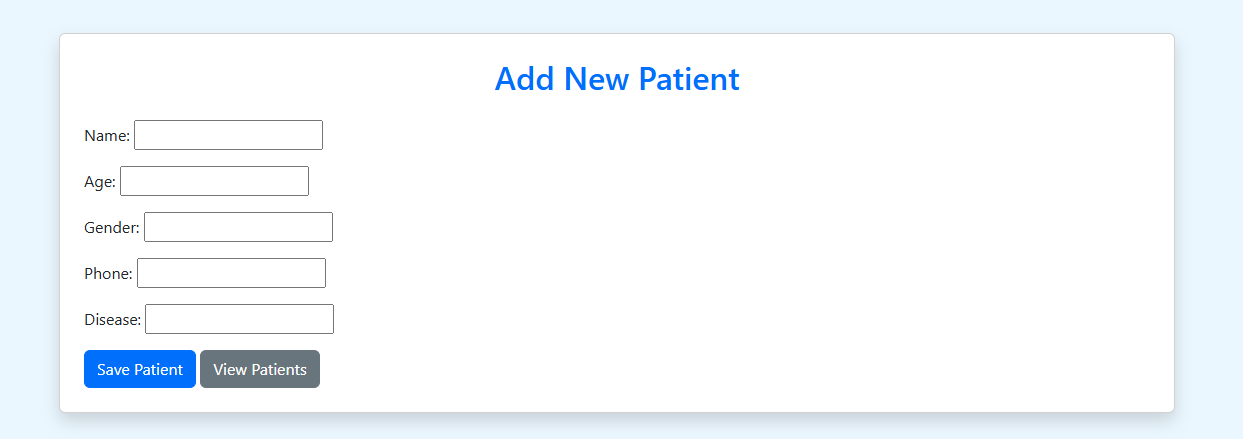 Add New Patient
Name:
Age:
Gender:
Phone:
Disease:
Save Patient View Patients